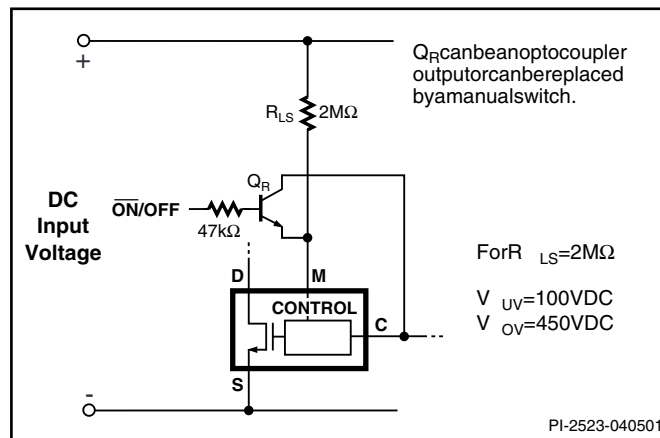 +
QRcanbeanoptocoupler
outputorcanbereplaced
byamanualswitch.
RLS
2MΩ
QR
DC
Input
Voltage
ON/OFF
47kΩ
ForR LS=2MΩ
V UV=100VDC
V OV=450VDC
D
M
CONTROL
C
S
-
PI-2523-040501